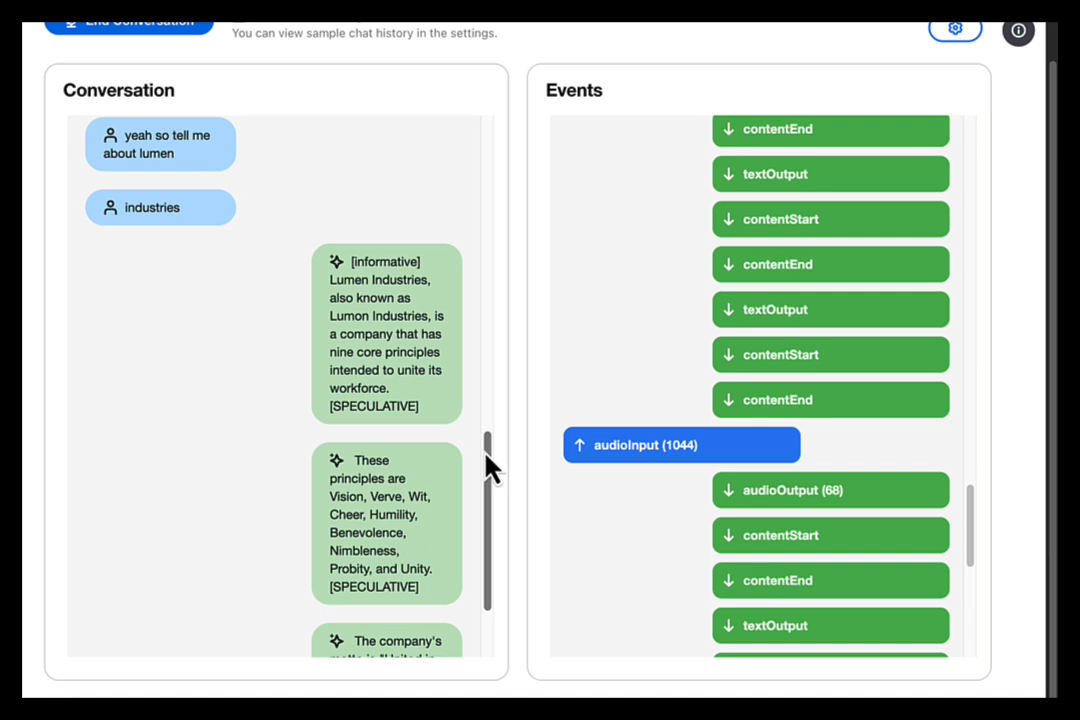 End Conversation
You can view sample chat history in the settings.
Conversation
yeah so tell me
about lumen
industries
[informative]
Lumen Industries,
also known as
Lumon Industries, is
a company that has
nine core principles
intended to unite its
workforce.
[SPECULATIVE]
These
principles are
Vision, Verve, Wit,
Cheer, Humility,
Benevolence,
Nimbleness,
Probity, and Unity.
[SPECULATIVE]
The company's
Events
contentEnd
textOutput
contentStart
contentEnd
textOutput
contentStart
contentEnd
audioInput (1044)
audioOutput (68)
contentStart
contentEnd
textOutput